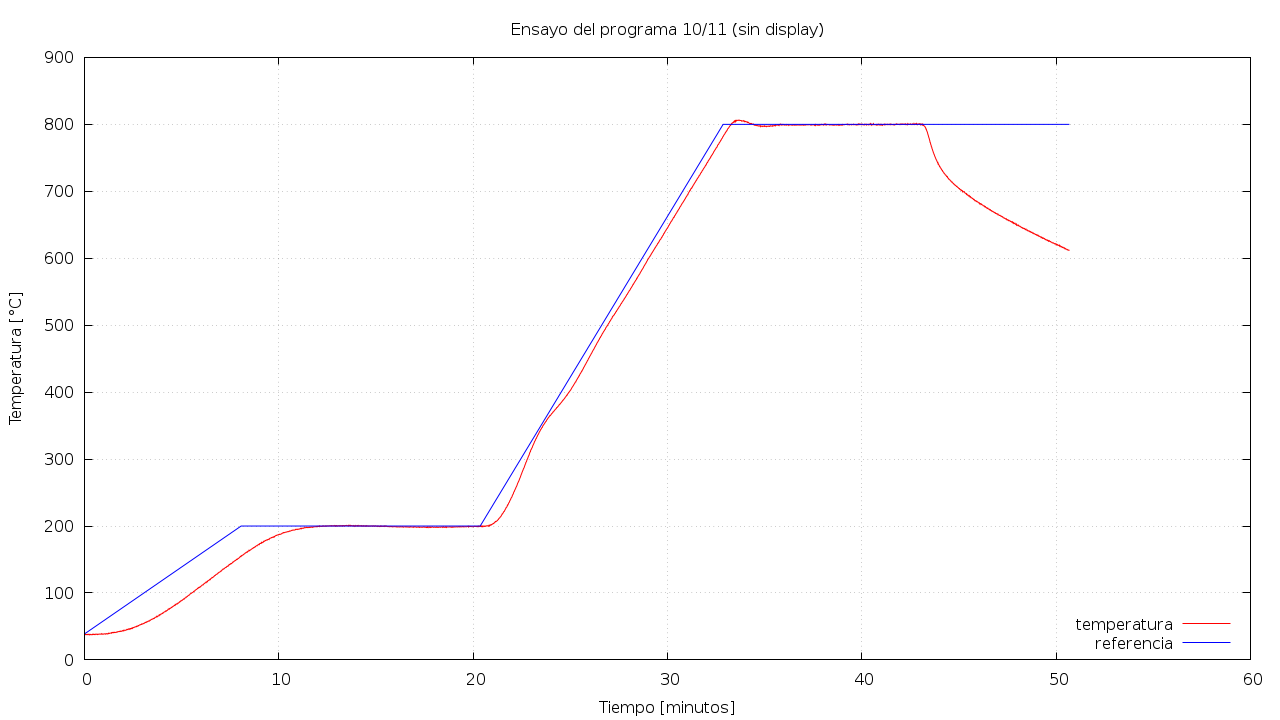 Ensayo del programa 10/11 (sin display)
900
800
700
600
500
400
300
200
100
0
Temperatura [°C]
0 10 20 30 40 50 60
Tiempo [minutos]
temperatura
referencia